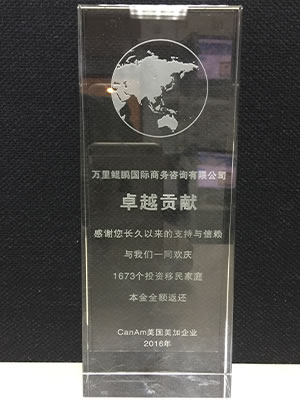 万里鲲鹏国际商务咨询有限公司
卓越贡献
感谢您长久以来的支持与信赖
与我们一同欢庆
1673个投资移民家庭
本金全额返还
CanAm美国美加企业
2016年